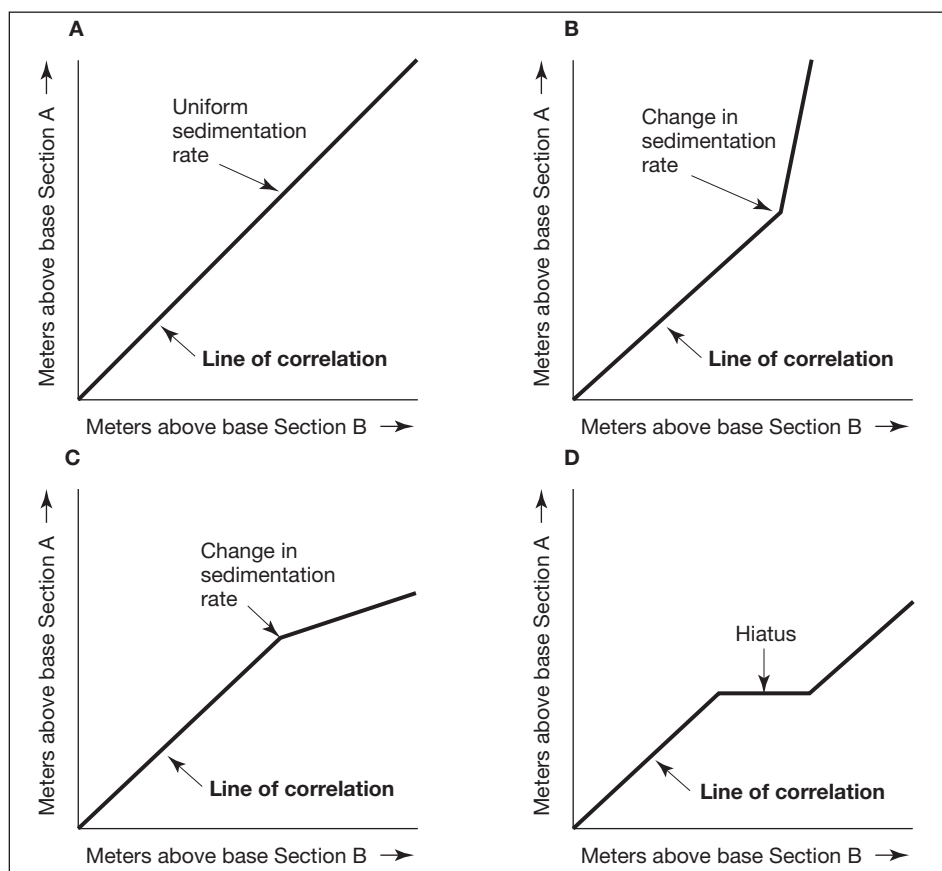 A
Meters above base Section A
Uniform
sedimentation
rate
Line of correlation
Meters above base Section B
B
Meters above base Section A
Change in
sedimentation
rate
Line of correlation
Meters above base Section B
C
Meters above base Section A
Change in
sedimentation
rate
Line of correlation
Meters above base Section B
D
Meters above base Section A
Hiatus
Line of correlation
Meters above base Section B